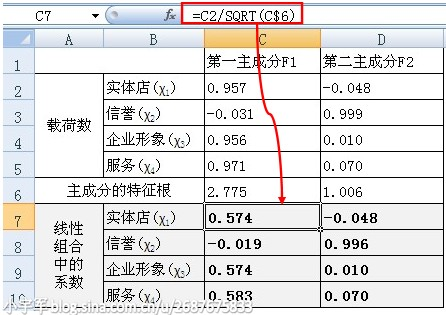 C7 fx =C2/SQRT(C$6)
A B C D
1 第一主成分F1 第二主成分F2
2 实体店(χ₁) 0.957 -0.048
3 信誉(χ₂) -0.031 0.999
载荷数
4 企业形象(χ₃) 0.956 0.010
5 服务(χ₄) 0.971 0.070
6 主成分的特征根 2.775 1.006
7 实体店(χ₁) 0.574 -0.048
线性
8 信誉(χ₂) -0.019 0.996
组合
中的
9 企业形象(χ₃) 0.574 0.010
系数
10 服务(χ₄) 0.583 0.070
blog.sina.com.cn/u/2687675833